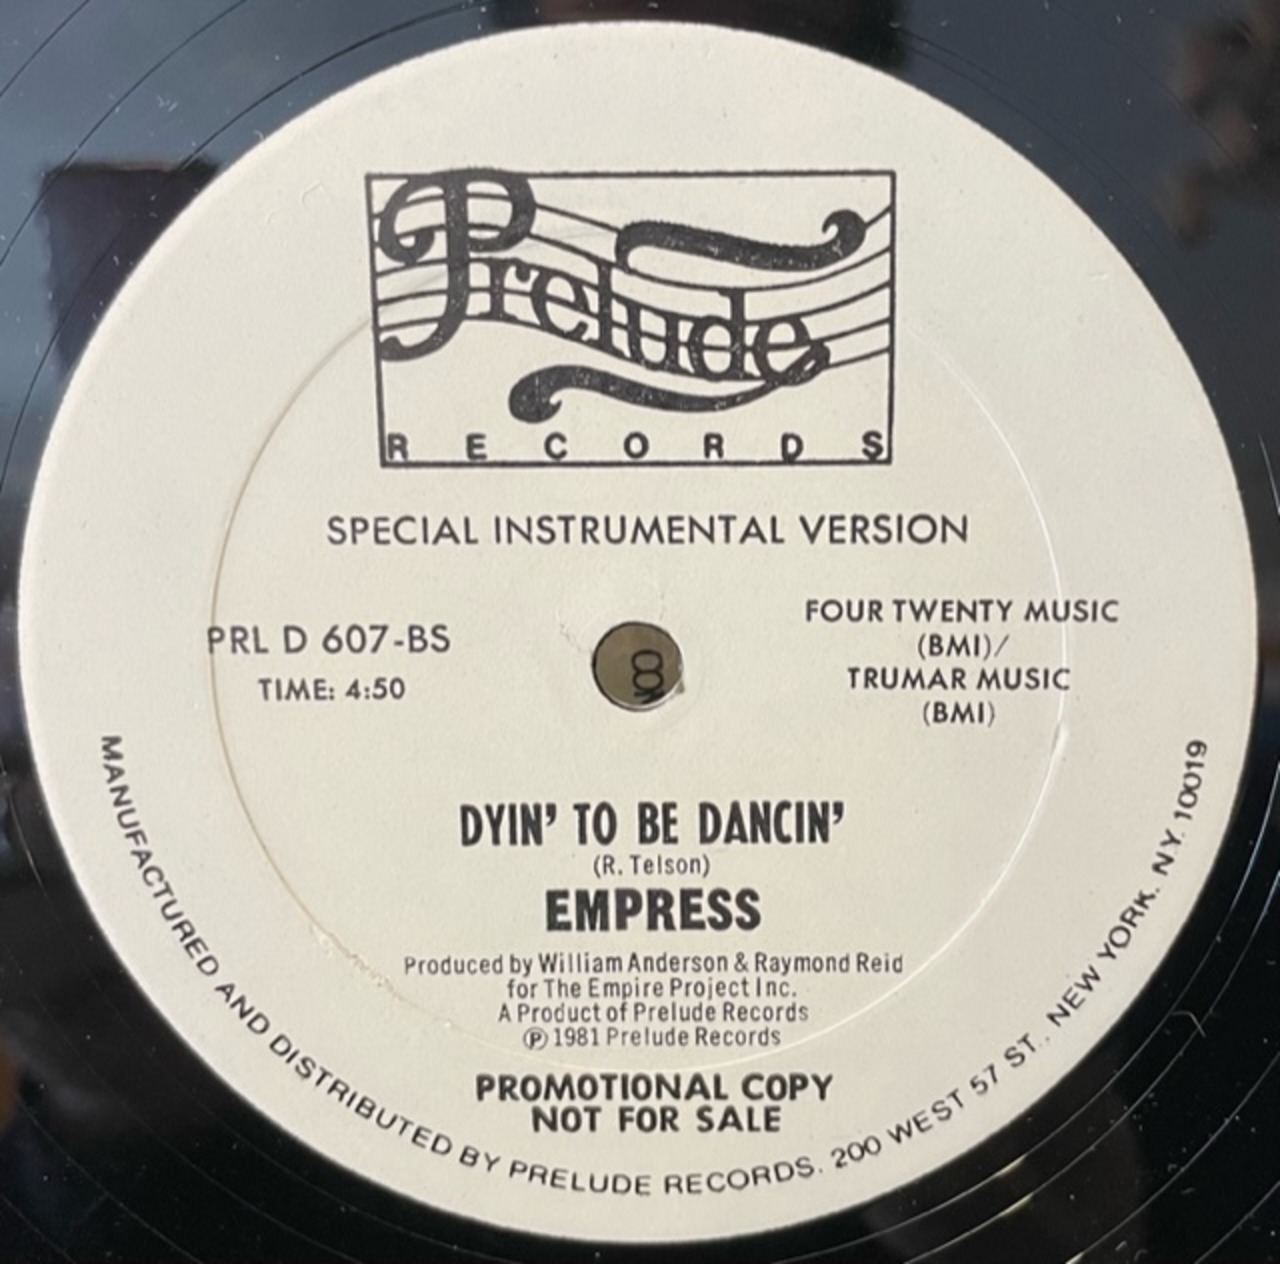 Prelude
RECORDS
SPECIAL INSTRUMENTAL VERSION
PRL D 607-BS
TIME: 4:50
FOUR TWENTY MUSIC
(BMI)/
TRUMAR MUSIC
(BMI)
DYIN’ TO BE DANCIN’
(R. Telson)
EMPRESS
Produced by William Anderson & Raymond Reid
for The Empire Project Inc.
A Product of Prelude Records
℗ 1981 Prelude Records
PROMOTIONAL COPY
NOT FOR SALE
MANUFACTURED AND DISTRIBUTED BY PRELUDE RECORDS. 200 WEST 57 ST., NEW YORK. N.Y. 10019